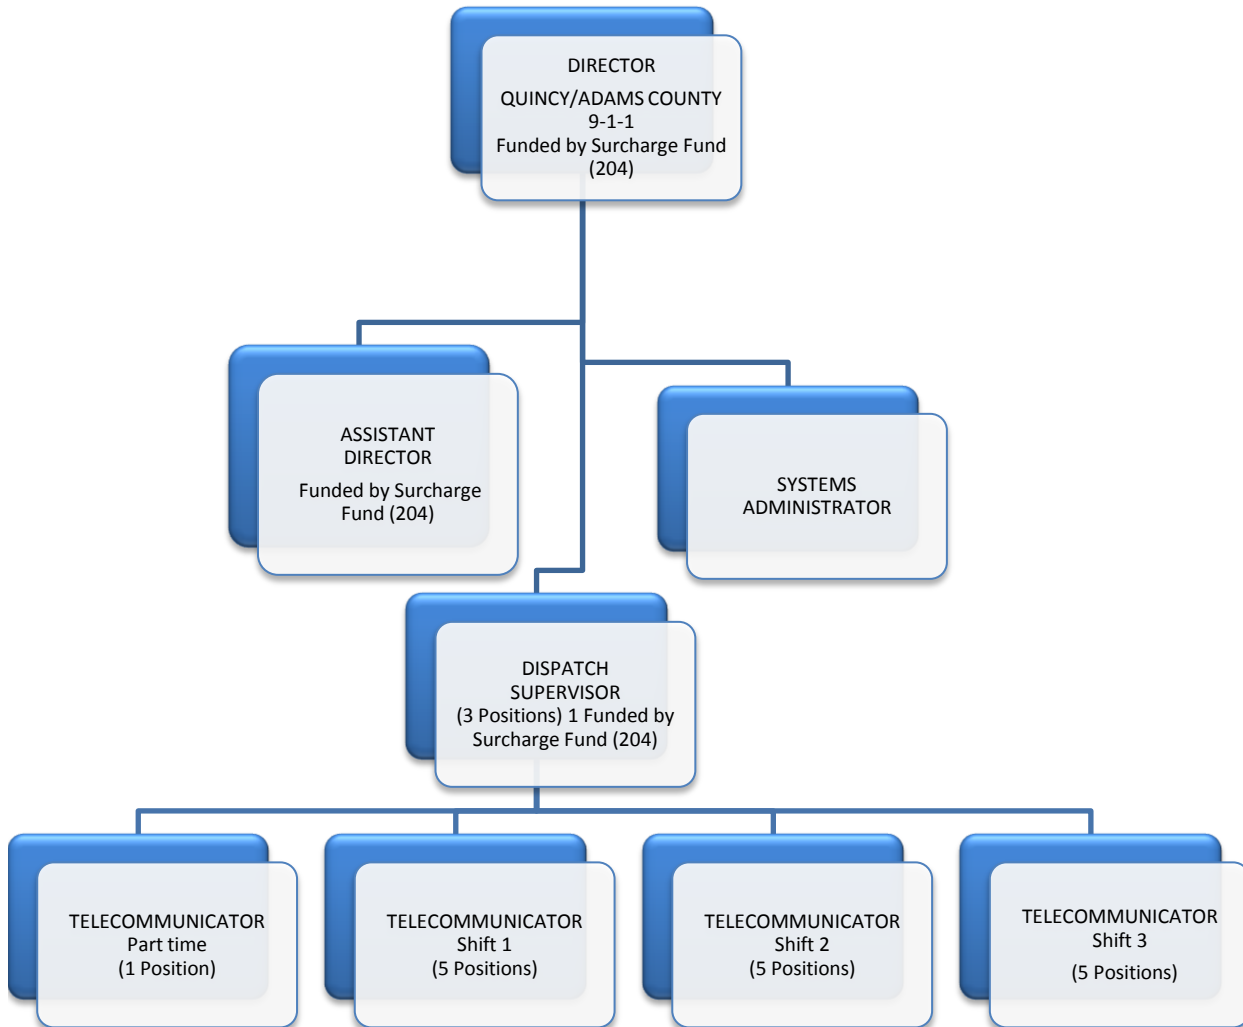 DIRECTOR
QUINCY/ADAMS COUNTY
9-1-1
Funded by Surcharge Fund
(204)
ASSISTANT
DIRECTOR
Funded by Surcharge
Fund (204)
SYSTEMS
ADMINISTRATOR
DISPATCH
SUPERVISOR
(3 Positions) 1 Funded by
Surcharge Fund (204)
TELECOMMUNICATOR
Part time
(1 Position)
TELECOMMUNICATOR
Shift 1
(5 Positions)
TELECOMMUNICATOR
Shift 2
(5 Positions)
TELECOMMUNICATOR
Shift 3
(5 Positions)